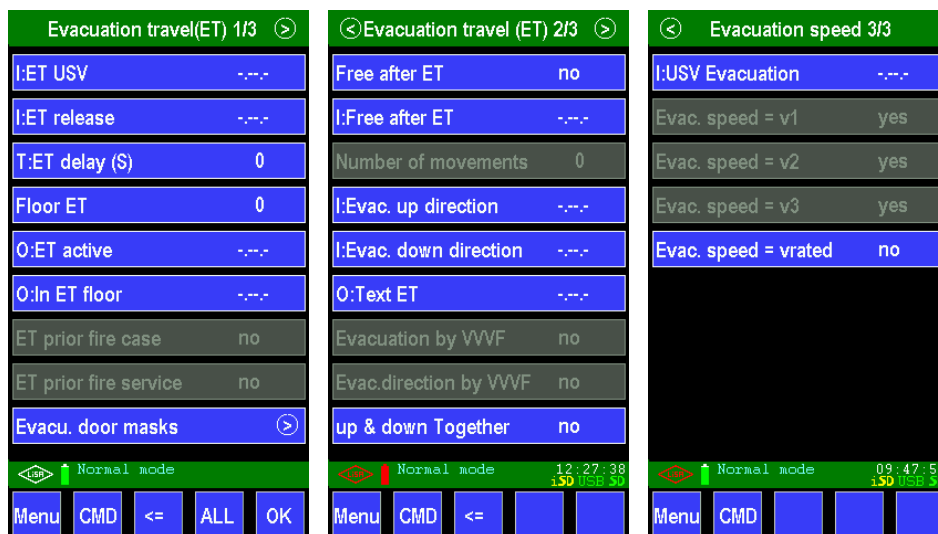 Evacuation travel(ET) 1/3 >
I:ET USV -.--.-
I:ET release -.--.-
T:ET delay (S) 0
Floor ET 0
O:ET active -.--.-
O:In ET floor -.--.-
ET prior fire case no
ET prior fire service no
Evacu. door masks >
LiSA Normal mode
Menu CMD <= ALL OK
< Evacuation travel (ET) 2/3 >
Free after ET no
I:Free after ET -.--.-
Number of movements 0
I:Evac. up direction -.--.-
I:Evac. down direction -.--.-
O:Text ET -.--.-
Evacuation by VVVF no
Evac.direction by VVVF no
up & down Together no
LiSA Normal mode 12:27:38
iSD USB SD
Menu CMD <=
< Evacuation speed 3/3
I:USV Evacuation -.--.-
Evac. speed = v1 yes
Evac. speed = v2 yes
Evac. speed = v3 yes
Evac. speed = vrated no
LiSA Normal mode 09:47:5
iSD USB S
Menu CMD